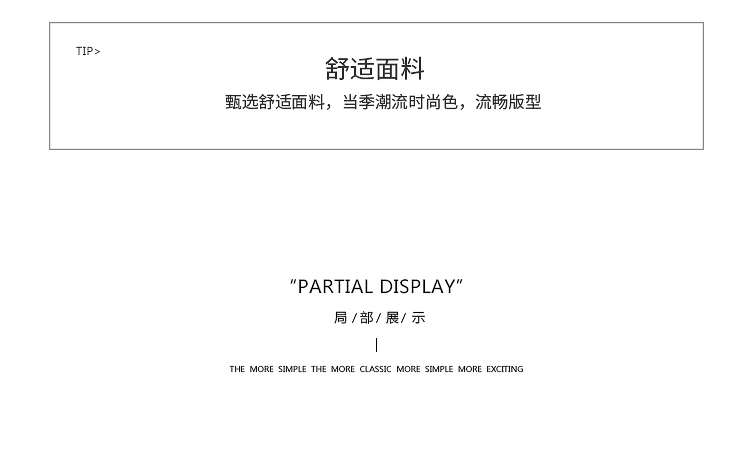 TIP>
舒适面料
甄选舒适面料，当季潮流时尚色，流畅版型
“PARTIAL DISPLAY”
局 / 部 / 展 / 示
THE MORE SIMPLE THE MORE CLASSIC MORE SIMPLE MORE EXCITING